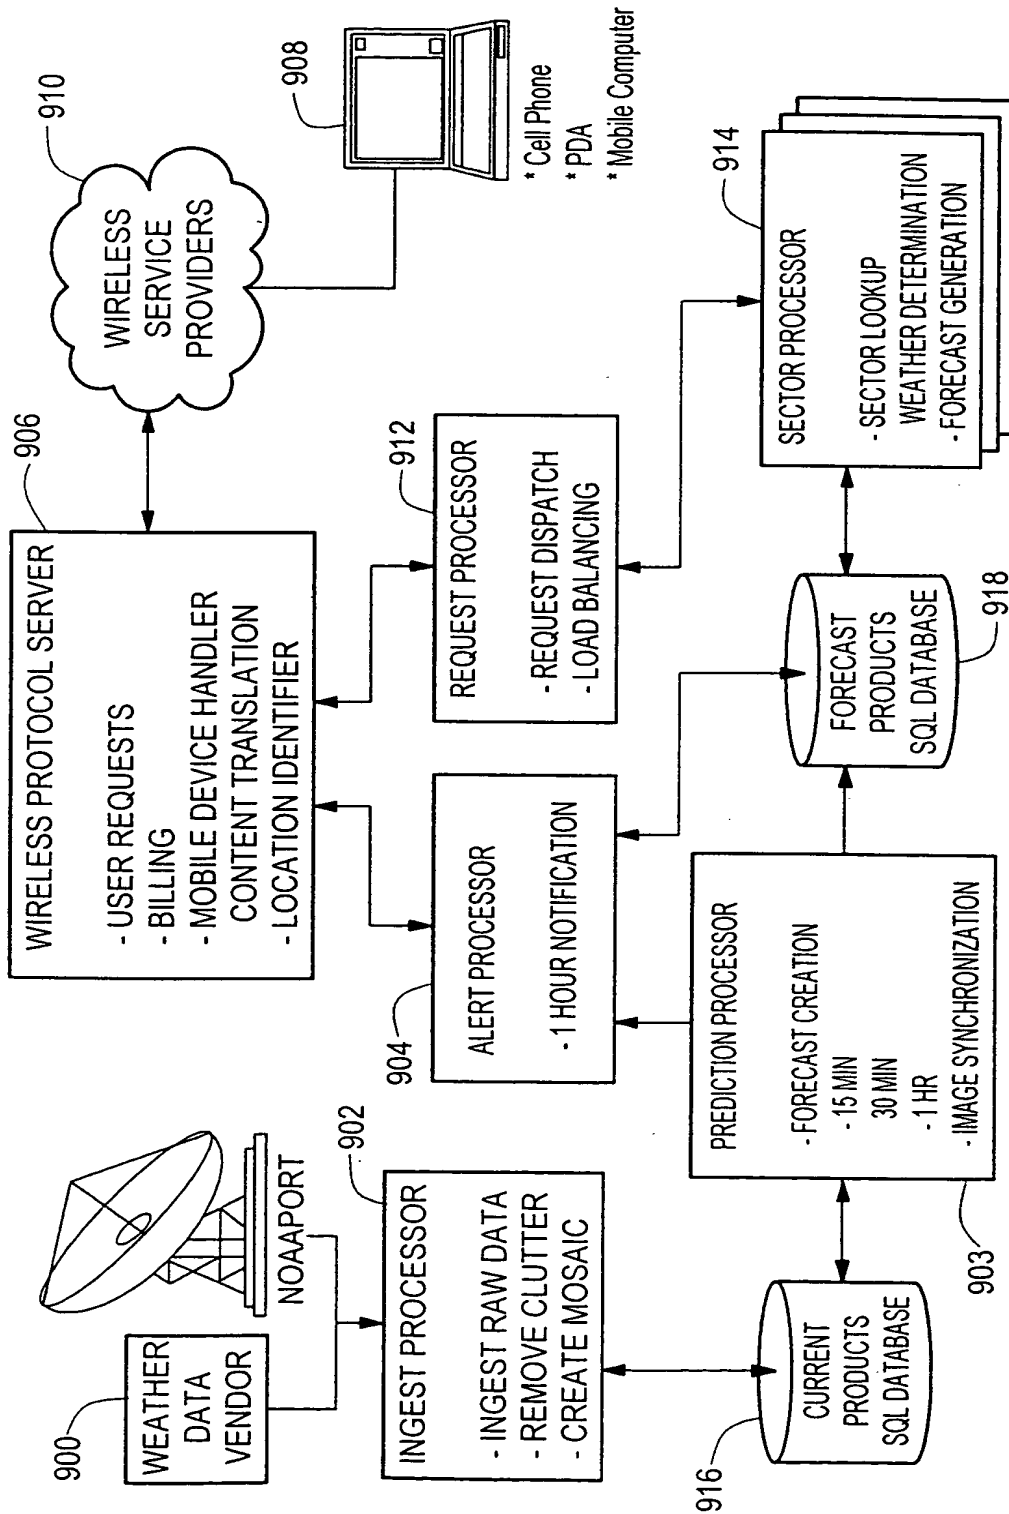 900
WEATHER
DATA
VENDOR
NOAAPORT
902
INGEST PROCESSOR
- INGEST RAW DATA
- REMOVE CLUTTER
- CREATE MOSAIC
916
CURRENT
PRODUCTS
SQL DATABASE
906
WIRELESS PROTOCOL SERVER
- USER REQUESTS
- BILLING
- MOBILE DEVICE HANDLER
CONTENT TRANSLATION
- LOCATION IDENTIFIER
904
ALERT PROCESSOR
- 1 HOUR NOTIFICATION
903
PREDICTION PROCESSOR
- FORECAST CREATION
- 15 MIN
30 MIN
- 1 HR
- IMAGE SYNCHRONIZATION
910
WIRELESS
SERVICE
PROVIDERS
908
* Cell Phone
* PDA
* Mobile Computer
912
REQUEST PROCESSOR
- REQUEST DISPATCH
- LOAD BALANCING
918
FORECAST
PRODUCTS
SQL DATABASE
914
SECTOR PROCESSOR
- SECTOR LOOKUP
WEATHER DETERMINATION
- FORECAST GENERATION